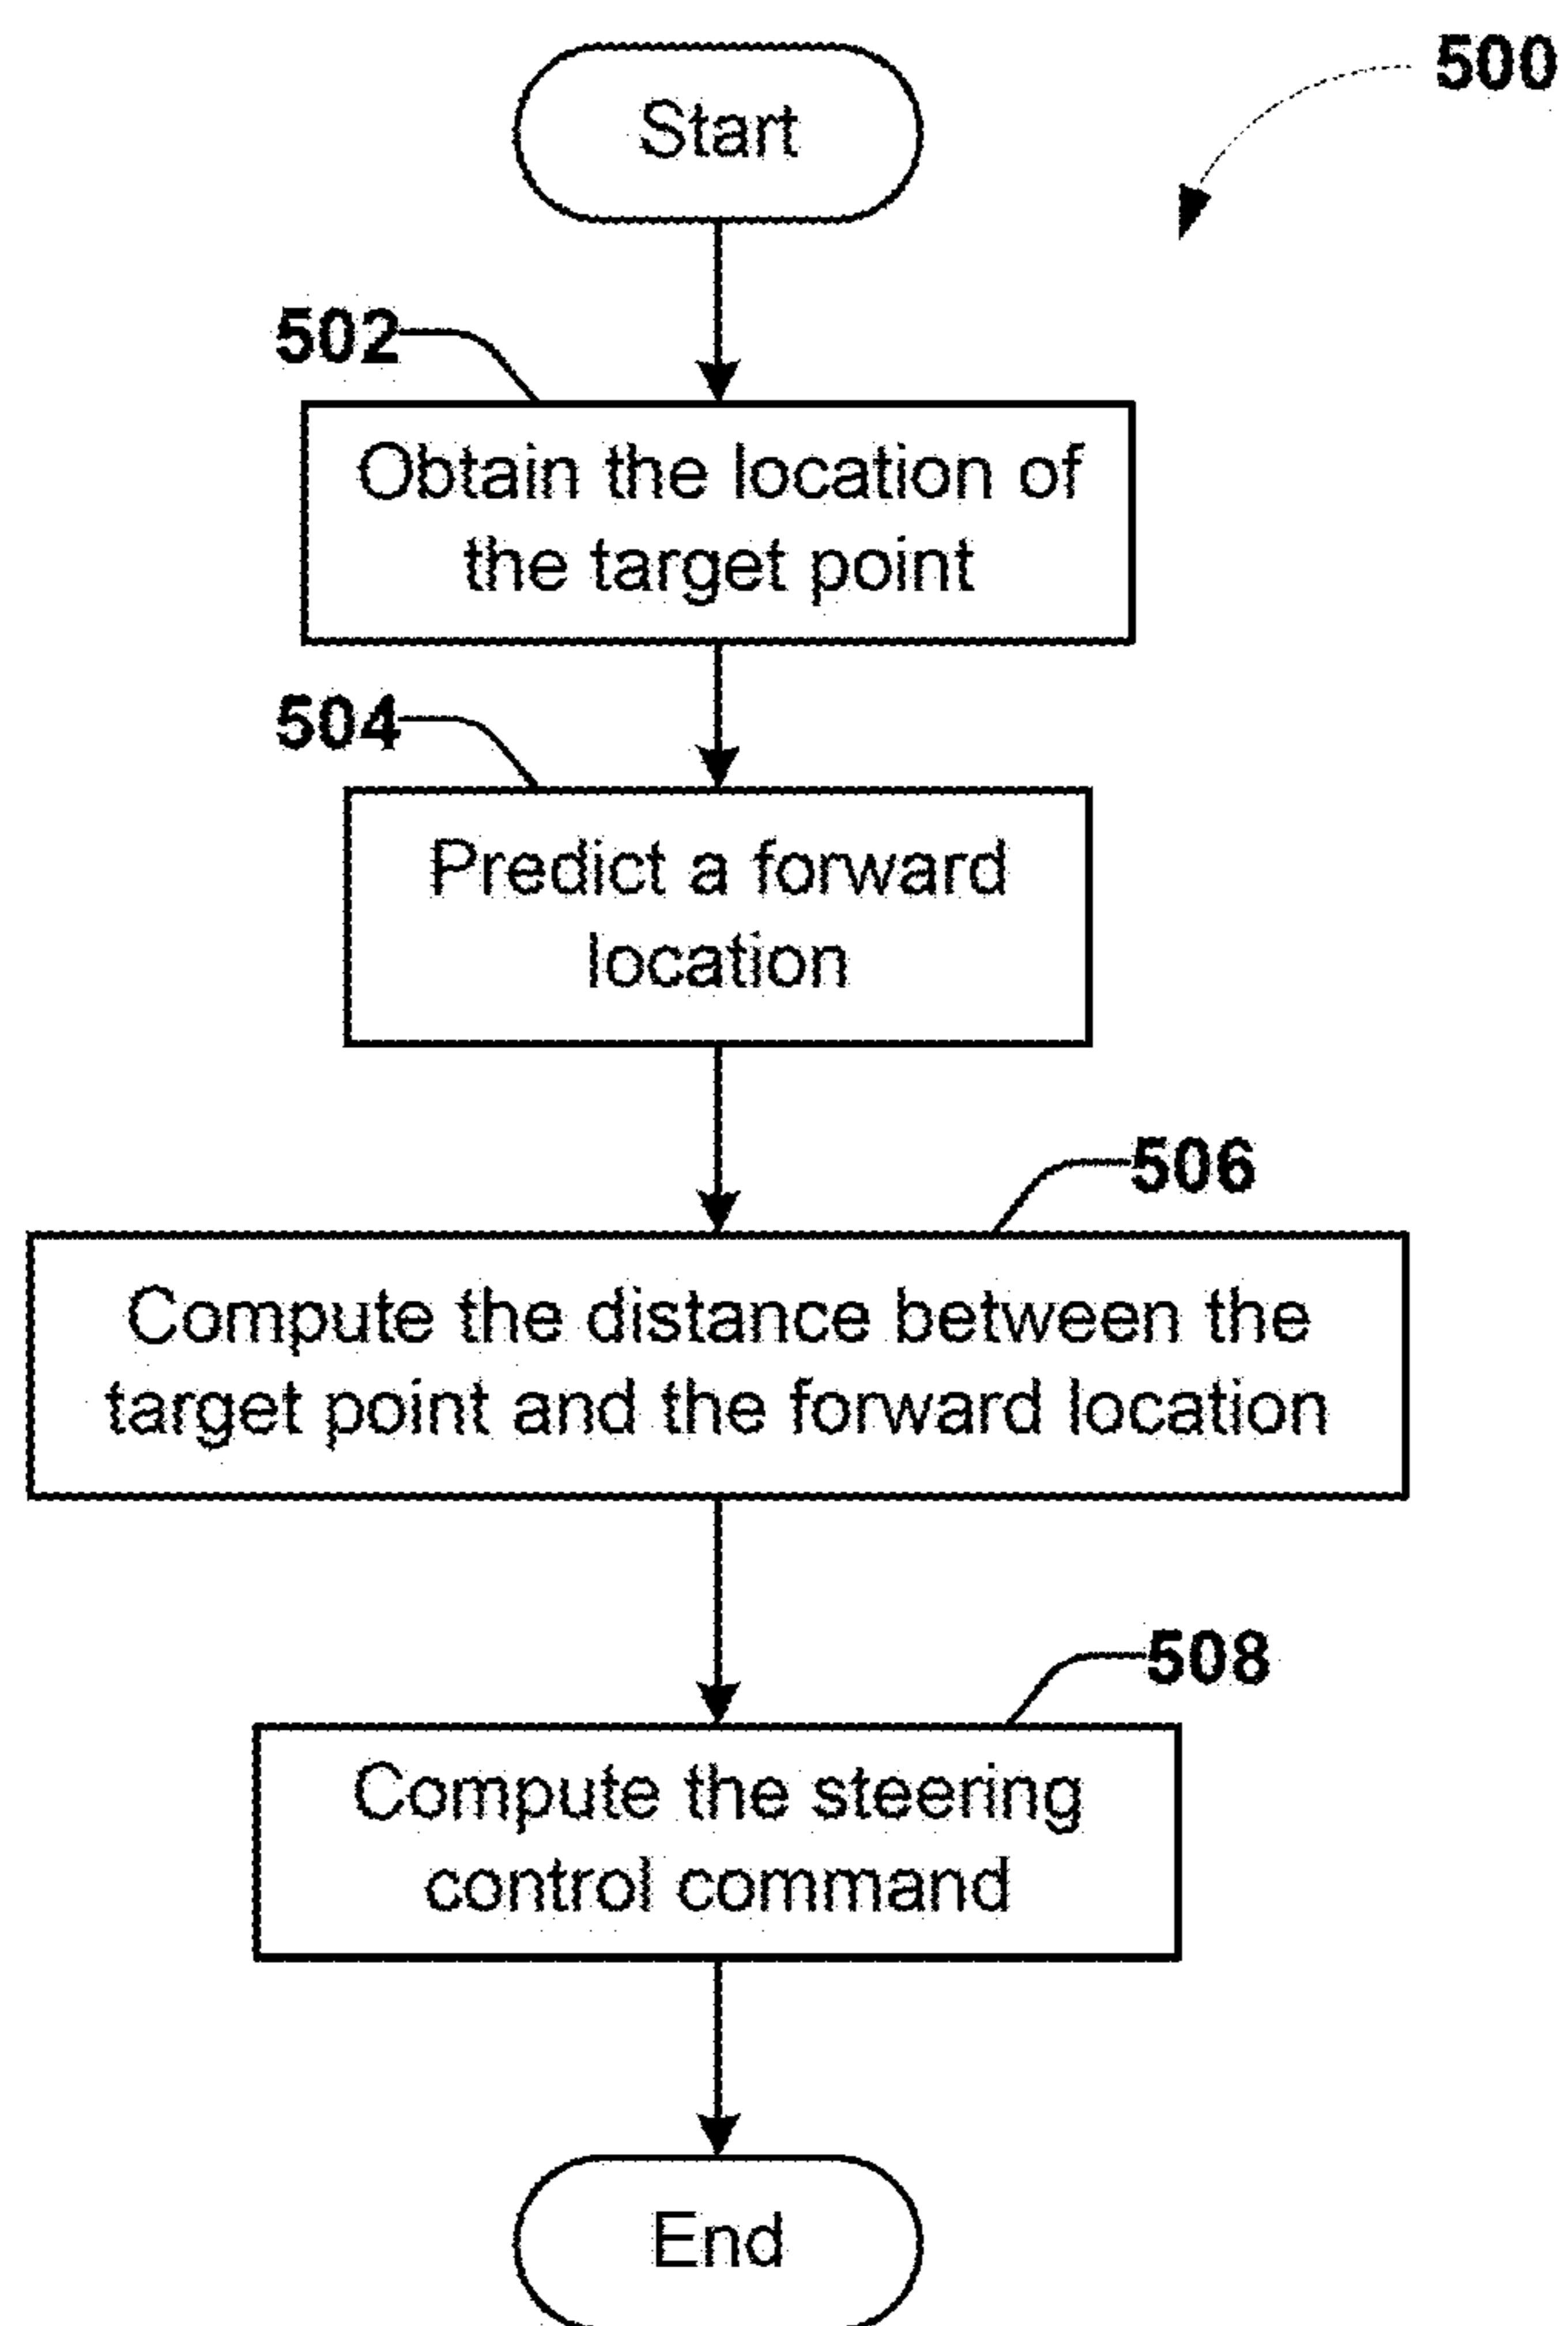 500
Start
502
Obtain the location of
the target point
504
Predict a forward
location
506
Compute the distance between the
target point and the forward location
508
Compute the steering
control command
End